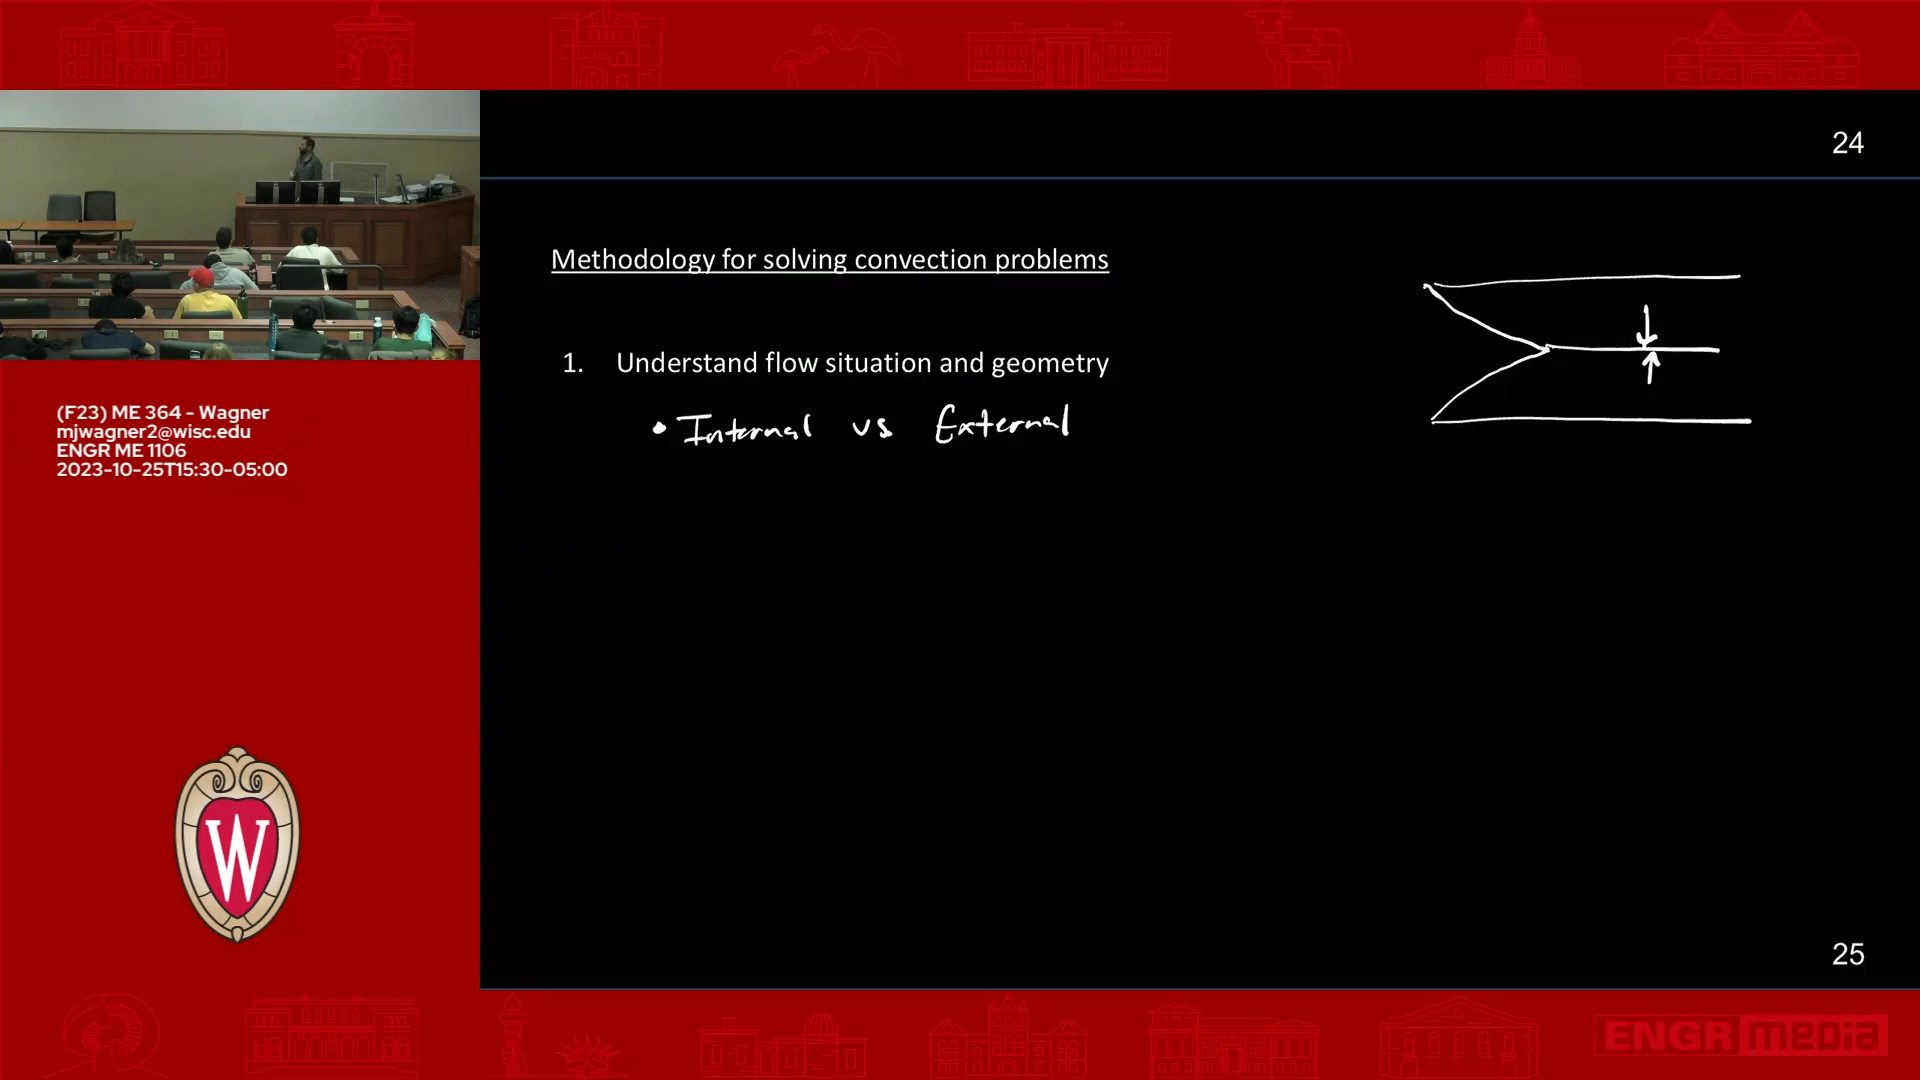 24
Methodology for solving convection problems
1. Understand flow situation and geometry
• Internal vs External
(F23) ME 364 - Wagner
mjwagner2@wisc.edu
ENGR ME 1106
2023-10-25T15:30-05:00
W
25
ENGR media